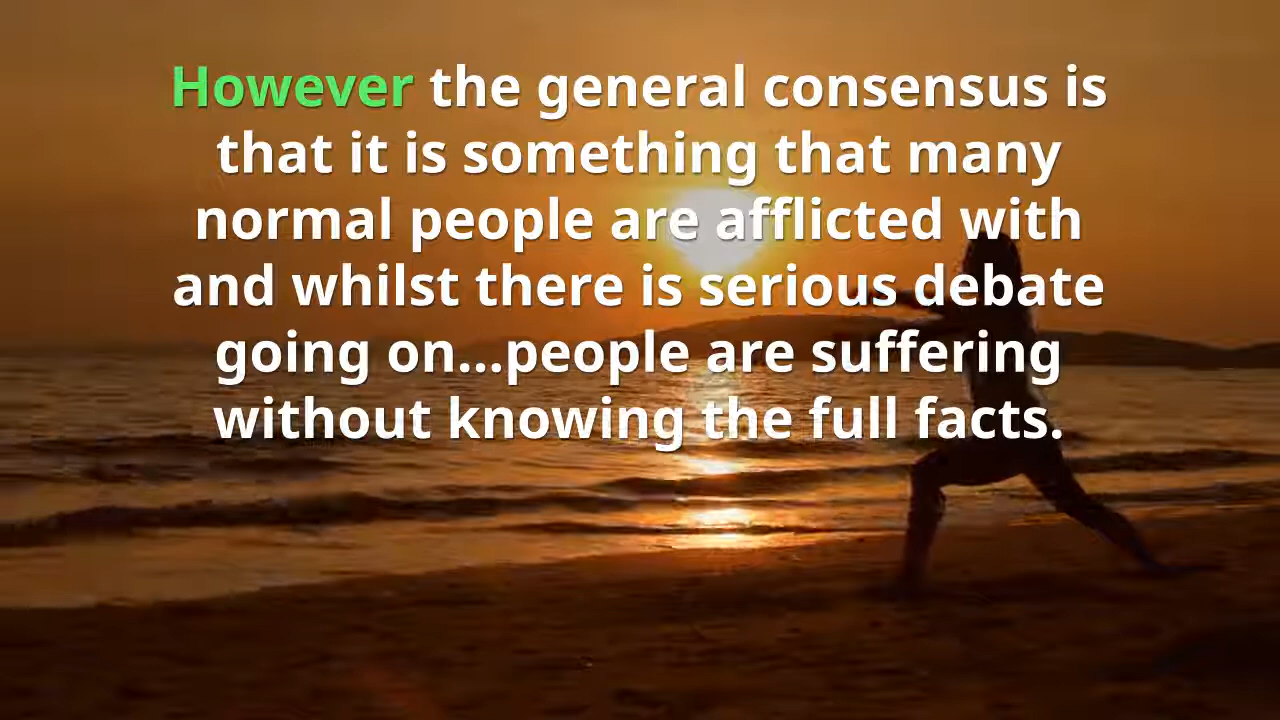 However the general consensus is
that it is something that many
normal people are afflicted with
and whilst there is serious debate
going on...people are suffering
without knowing the full facts.